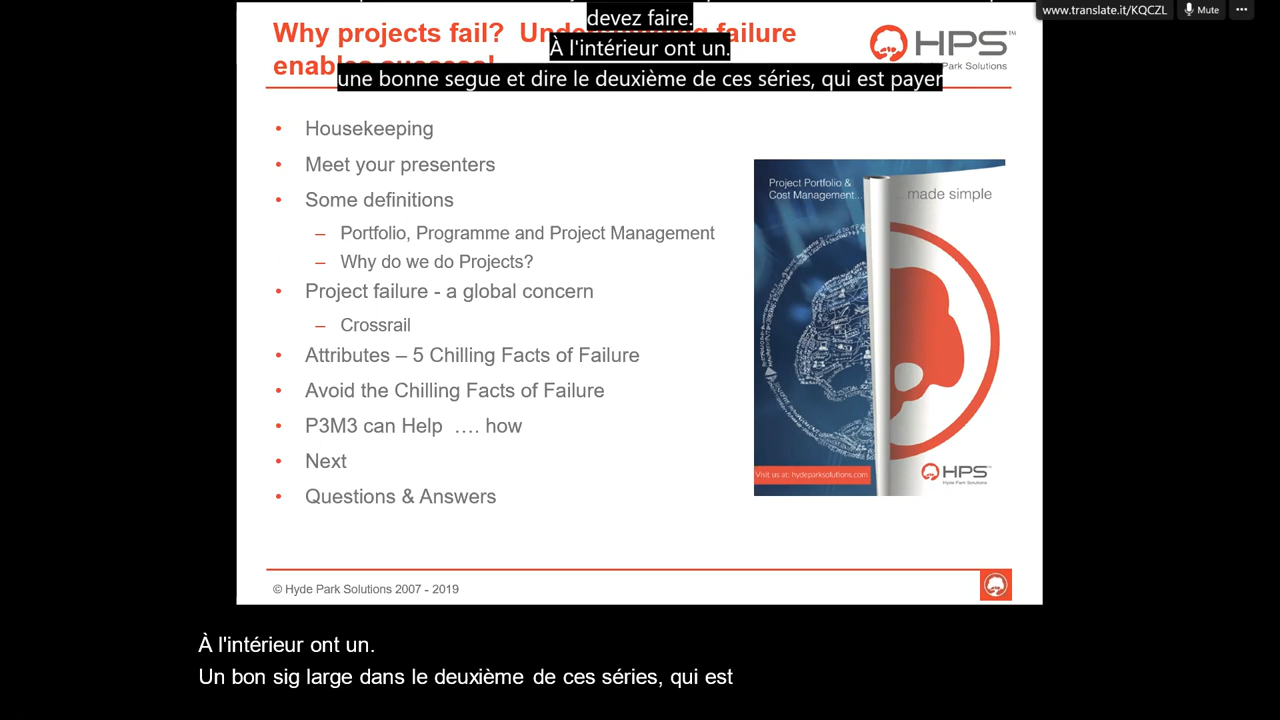 devez faire.
www.translate.it/KQCZL
Mute
Why projects fail? failure
À l'intérieur ont un.
HPS
TM
Park Solutions
une bonne segue et dire le deuxième de ces séries, qui est payer
• Housekeeping
• Meet your presenters
• Some definitions
– Portfolio, Programme and Project Management
– Why do we do Projects?
• Project failure - a global concern
– Crossrail
• Attributes – 5 Chilling Facts of Failure
• Avoid the Chilling Facts of Failure
• P3M3 can Help …. how
• Next
• Questions & Answers
Project Portfolio &
Cost Management...
...made simple
Visit us at: hydeparksolutions.com
HPS
Hyde Park Solutions
© Hyde Park Solutions 2007 - 2019
À l'intérieur ont un.
Un bon sig large dans le deuxième de ces séries, qui est